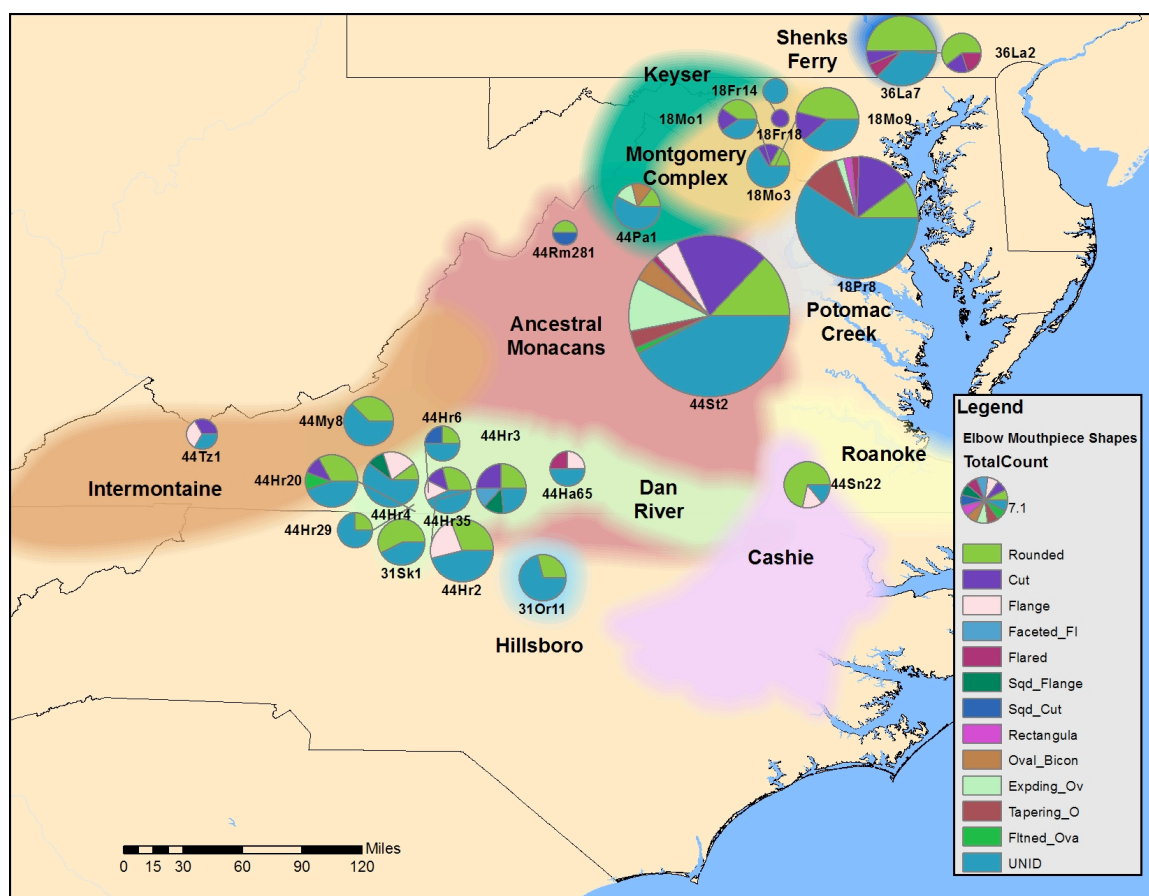 Shenks
Ferry
36La2
36La7
Keyser
18Fr14
18Mo1
18Fr18
18Mo9
Montgomery
Complex
18Mo3
44Pa1
44Rm281
18Pr8
Potomac
Creek
Ancestral
Monacans
44St2
44My8
44Hr6
44Hr3
44Tz1
Intermontaine
44Hr20
44Hr4
44Hr35
44Ha65
Dan
River
44Sn22
Roanoke
44Hr29
31Sk1
44Hr2
Cashie
31Or11
Hillsboro
Legend
Elbow Mouthpiece Shapes
TotalCount
7.1
Rounded
Cut
Flange
Faceted_Fl
Flared
Sqd_Flange
Sqd_Cut
Rectangula
Oval_Bicon
Expding_Ov
Tapering_O
Fltned_Ova
UNID
Miles
0 15 30 60 90 120